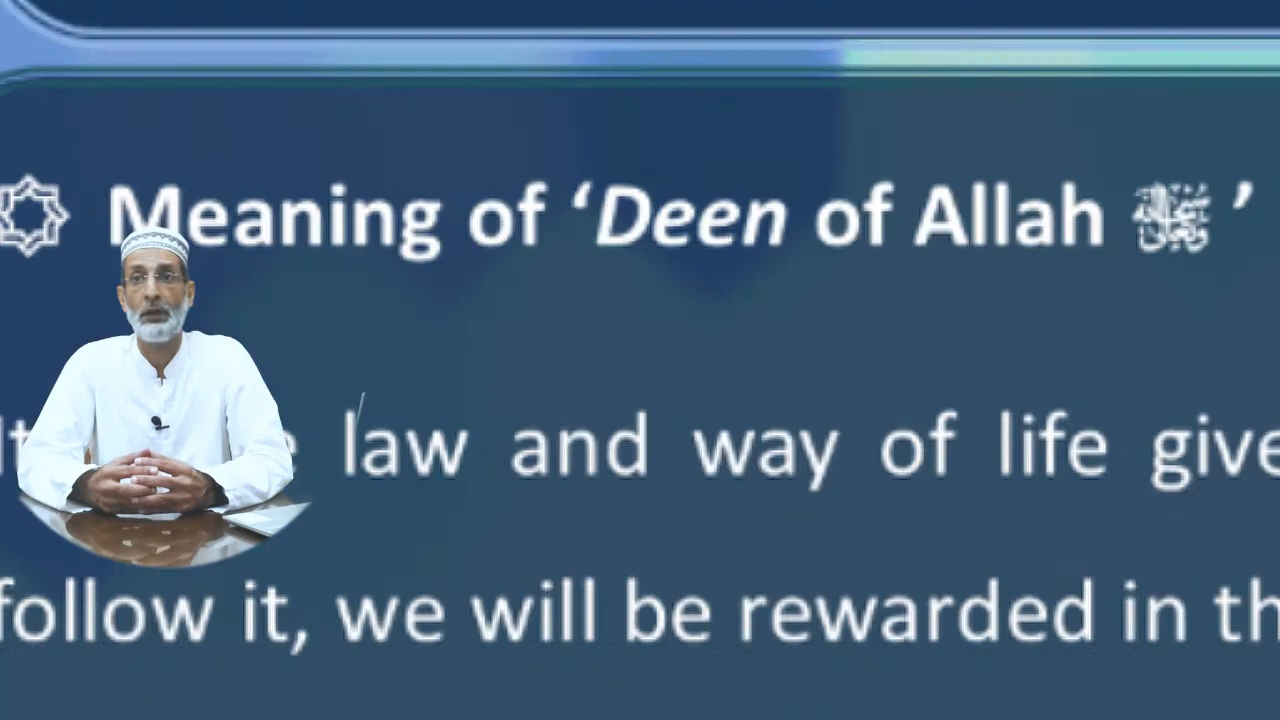 Meaning of ‘Deen of Allah ﷻ ’
law and way of life give
follow it, we will be rewarded in th